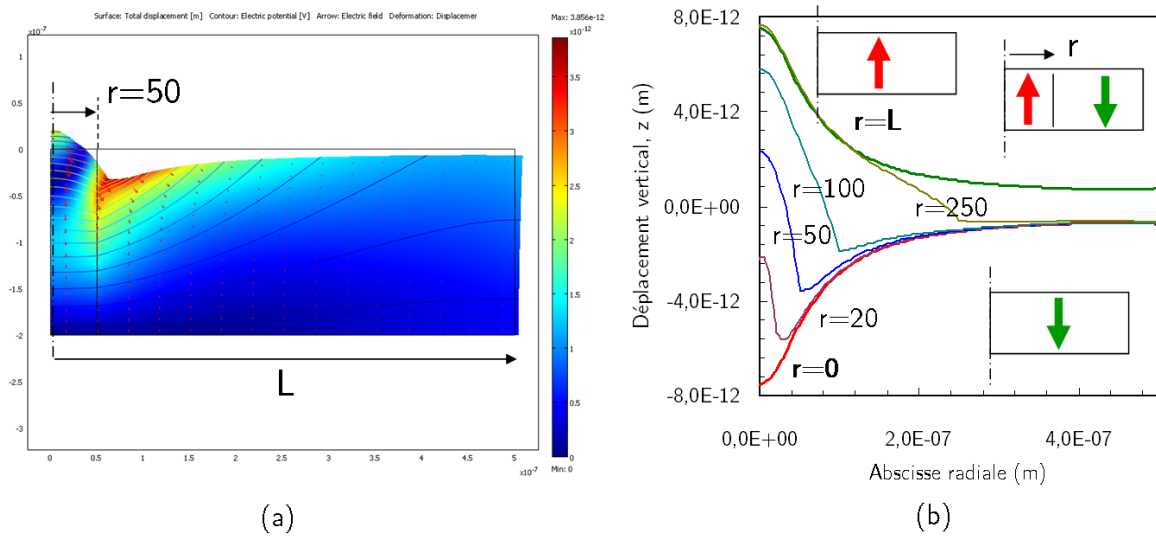 Surface: Total displacement [m] Contour: Electric potential [V] Arrow: Electric field Deformation: Displacemer
Max: 3.856e-12
x10^-7
x10^-12
1
0.5
0
-0.5
-1
-1.5
-2
-2.5
-3
r=50
L
0
0.5
1
1.5
2
2.5
3
3.5
4
4.5
5
x10^-7
3.5
3
2.5
2
1.5
1
0.5
0
Min: 0
(a)
Déplacement vertical, z (m)
8,0E-12
4,0E-12
0,0E+00
-4,0E-12
-8,0E-12
r
r=L
r=100
r=250
r=50
r=20
r=0
0,0E+00
2,0E-07
4,0E-07
Abscisse radiale (m)
(b)